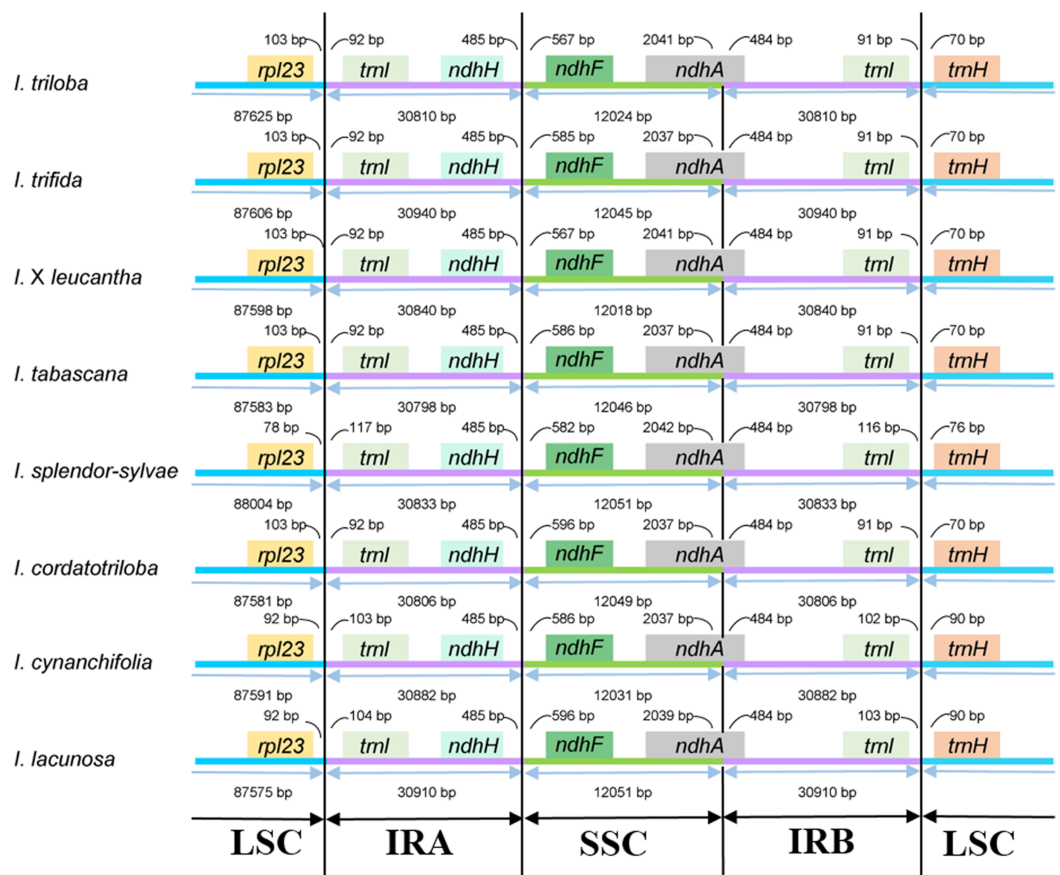 103 bp 92 bp 485 bp 567 bp 2041 bp 484 bp 91 bp 70 bp
I. triloba rpl23 trnI ndhH ndhF ndhA trnI trnH
87625 bp 30810 bp 12024 bp 30810 bp
103 bp 92 bp 485 bp 585 bp 2037 bp 484 bp 91 bp 70 bp
I. trifida rpl23 trnI ndhH ndhF ndhA trnI trnH
87606 bp 30940 bp 12045 bp 30940 bp
103 bp 92 bp 485 bp 567 bp 2041 bp 484 bp 91 bp 70 bp
I. X leucantha rpl23 trnI ndhH ndhF ndhA trnI trnH
87598 bp 30840 bp 12018 bp 30840 bp
103 bp 92 bp 485 bp 586 bp 2037 bp 484 bp 91 bp 70 bp
I. tabascana rpl23 trnI ndhH ndhF ndhA trnI trnH
87583 bp 30798 bp 12046 bp 30798 bp
78 bp 117 bp 485 bp 582 bp 2042 bp 484 bp 116 bp 76 bp
I. splendor-sylvae rpl23 trnI ndhH ndhF ndhA trnI trnH
88004 bp 30833 bp 12051 bp 30833 bp
103 bp 92 bp 485 bp 596 bp 2037 bp 484 bp 91 bp 70 bp
I. cordatotriloba rpl23 trnI ndhH ndhF ndhA trnI trnH
87581 bp 30806 bp 12049 bp 30806 bp
92 bp 103 bp 485 bp 586 bp 2037 bp 484 bp 102 bp 90 bp
I. cynanchifolia rpl23 trnI ndhH ndhF ndhA trnI trnH
87591 bp 30882 bp 12031 bp 30882 bp
92 bp 104 bp 485 bp 596 bp 2039 bp 484 bp 103 bp 90 bp
I. lacunosa rpl23 trnI ndhH ndhF ndhA trnI trnH
87575 bp 30910 bp 12051 bp 30910 bp
LSC IRA SSC IRB LSC